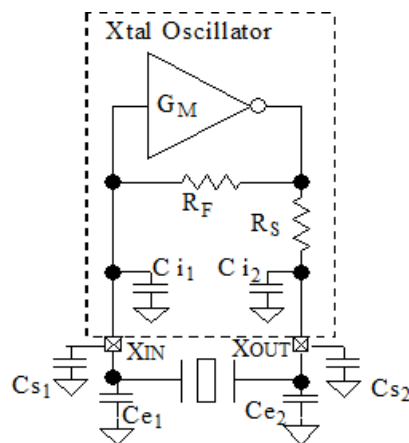 Xtal Oscillator
GM
RF
RS
Ci1
Ci2
XIN
XOUT
Cs1
Cs2
Ce1
Ce2